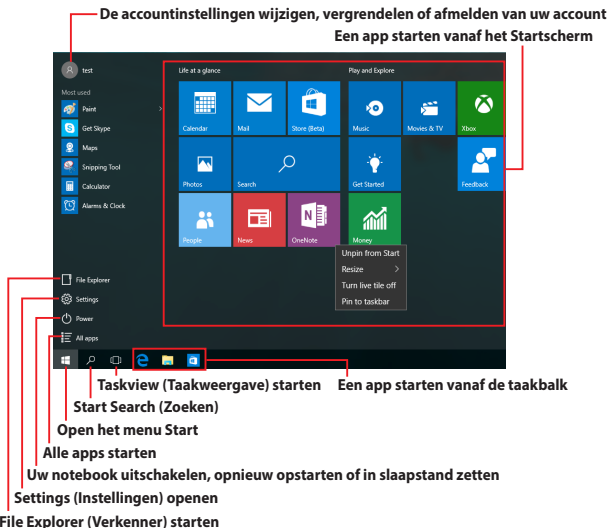 De accountinstellingen wijzigen, vergrendelen of afmelden van uw account
Een app starten vanaf het Startscherm
test
Life at a glance
Play and Explore
Most used
Paint
Get Skype
Maps
Snipping Tool
Calculator
Alarms & Clock
Calendar
Mail
Store (Beta)
Music
Movies & TV
Xbox
Photos
Search
Get Started
Feedback
People
News
OneNote
Money
Unpin from Start
Resize
Turn live tile off
Pin to taskbar
File Explorer
Settings
Power
All apps
Taskview (Taakweergave) starten
Een app starten vanaf de taakbalk
Start Search (Zoeken)
Open het menu Start
Alle apps starten
Uw notebook uitschakelen, opnieuw opstarten of in slaapstand zetten
Settings (Instellingen) openen
File Explorer (Verkenner) starten